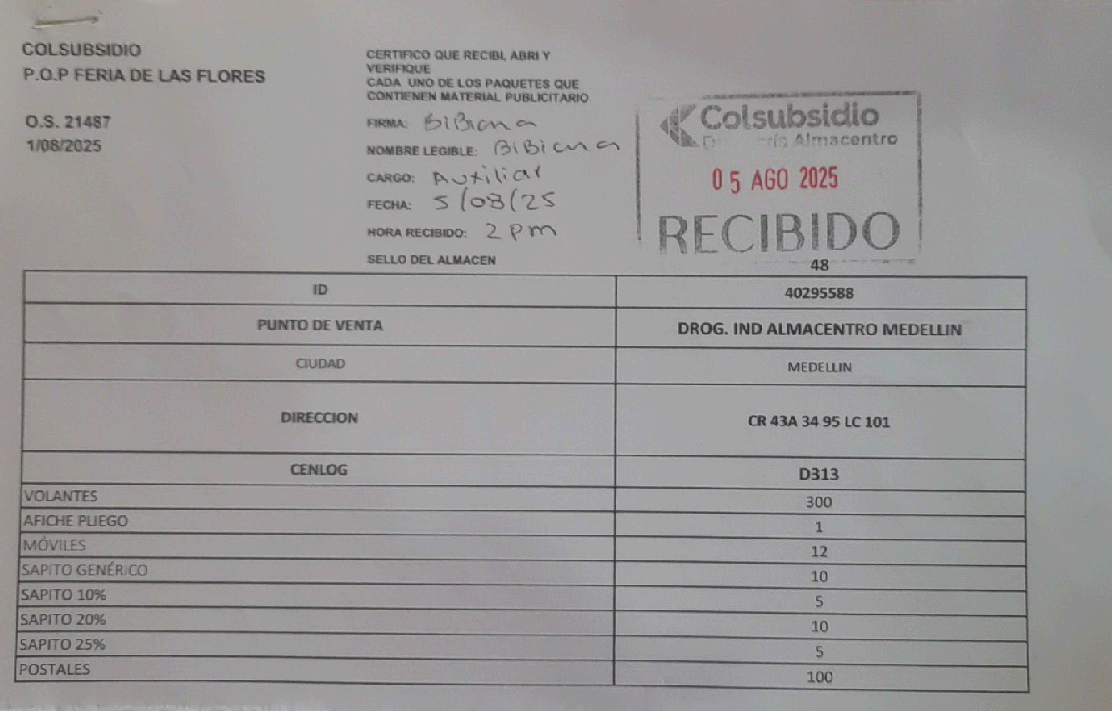 COLSUBSIDIO
P.O.P FERIA DE LAS FLORES
O.S. 21487
1/08/2025
CERTIFICO QUE RECIBI, ABRI Y
VERIFIQUE
CADA UNO DE LOS PAQUETES QUE
CONTIENEN MATERIAL PUBLICITARIO
FIRMA: BiBiana
NOMBRE LEGIBLE: BiBiana
CARGO: Auxiliar
FECHA: 5/08/25
HORA RECIBIDO: 2 pm
SELLO DEL ALMACEN
Colsubsidio
Almacentro
05 AGO 2025
RECIBIDO
48
ID 40295588
PUNTO DE VENTA DROG. IND ALMACENTRO MEDELLIN
CIUDAD MEDELLIN
DIRECCION CR 43A 34 95 LC 101
CENLOG D313
VOLANTES 300
AFICHE PLIEGO 1
MÓVILES 12
SAPITO GENÉRICO 10
SAPITO 10% 5
SAPITO 20% 10
SAPITO 25% 5
POSTALES 100